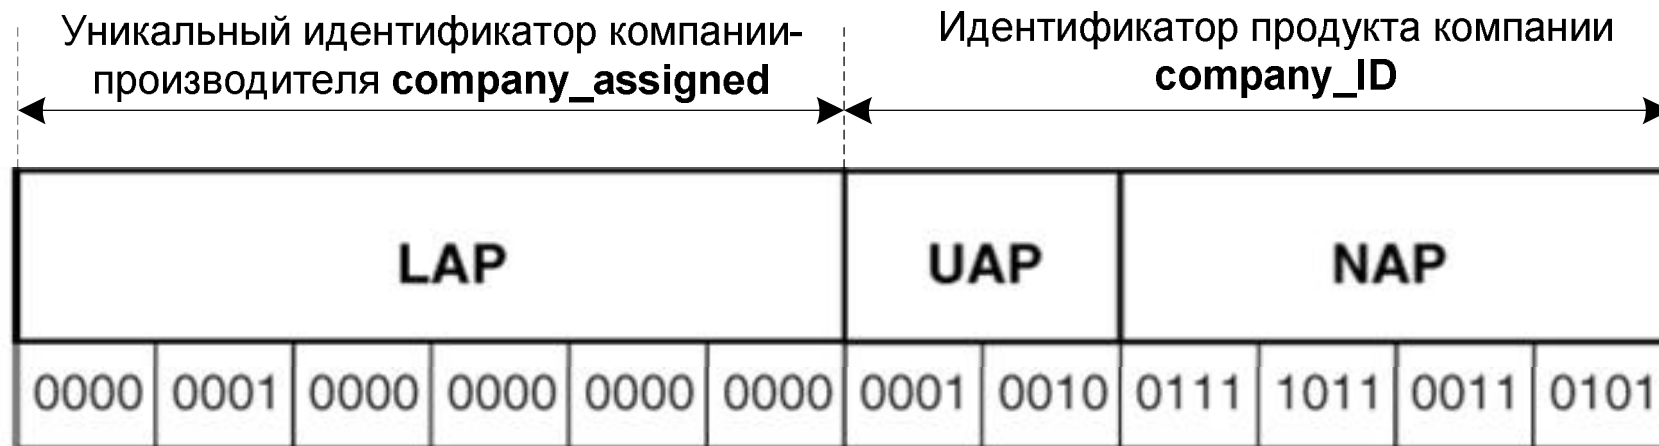 Уникальный идентификатор компании-
производителя company_assigned
Идентификатор продукта компании
company_ID
LAP UAP NAP
0000 0001 0000 0000 0000 0000 0001 0010 0111 1011 0011 0101